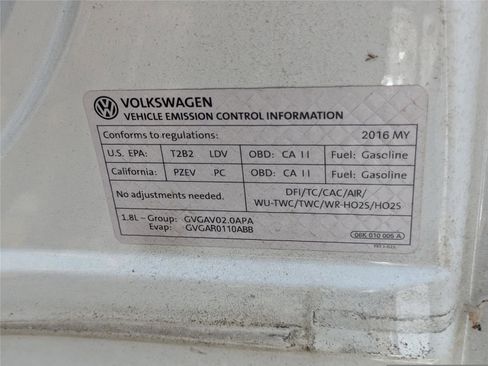 VOLKSWAGEN
VEHICLE EMISSION CONTROL INFORMATION
Conforms to regulations: 2016 MY
U.S. EPA: T2B2 LDV OBD: CA II Fuel: Gasoline
California: PZEV PC OBD: CA II Fuel: Gasoline
No adjustments needed. DFI/TC/CAC/AIR/
WU-TWC/TWC/WR-HO2S/HO2S
1.8L – Group: GVGAV02.0APA
Evap: GVGAR0110ABB
06K 010 005 A